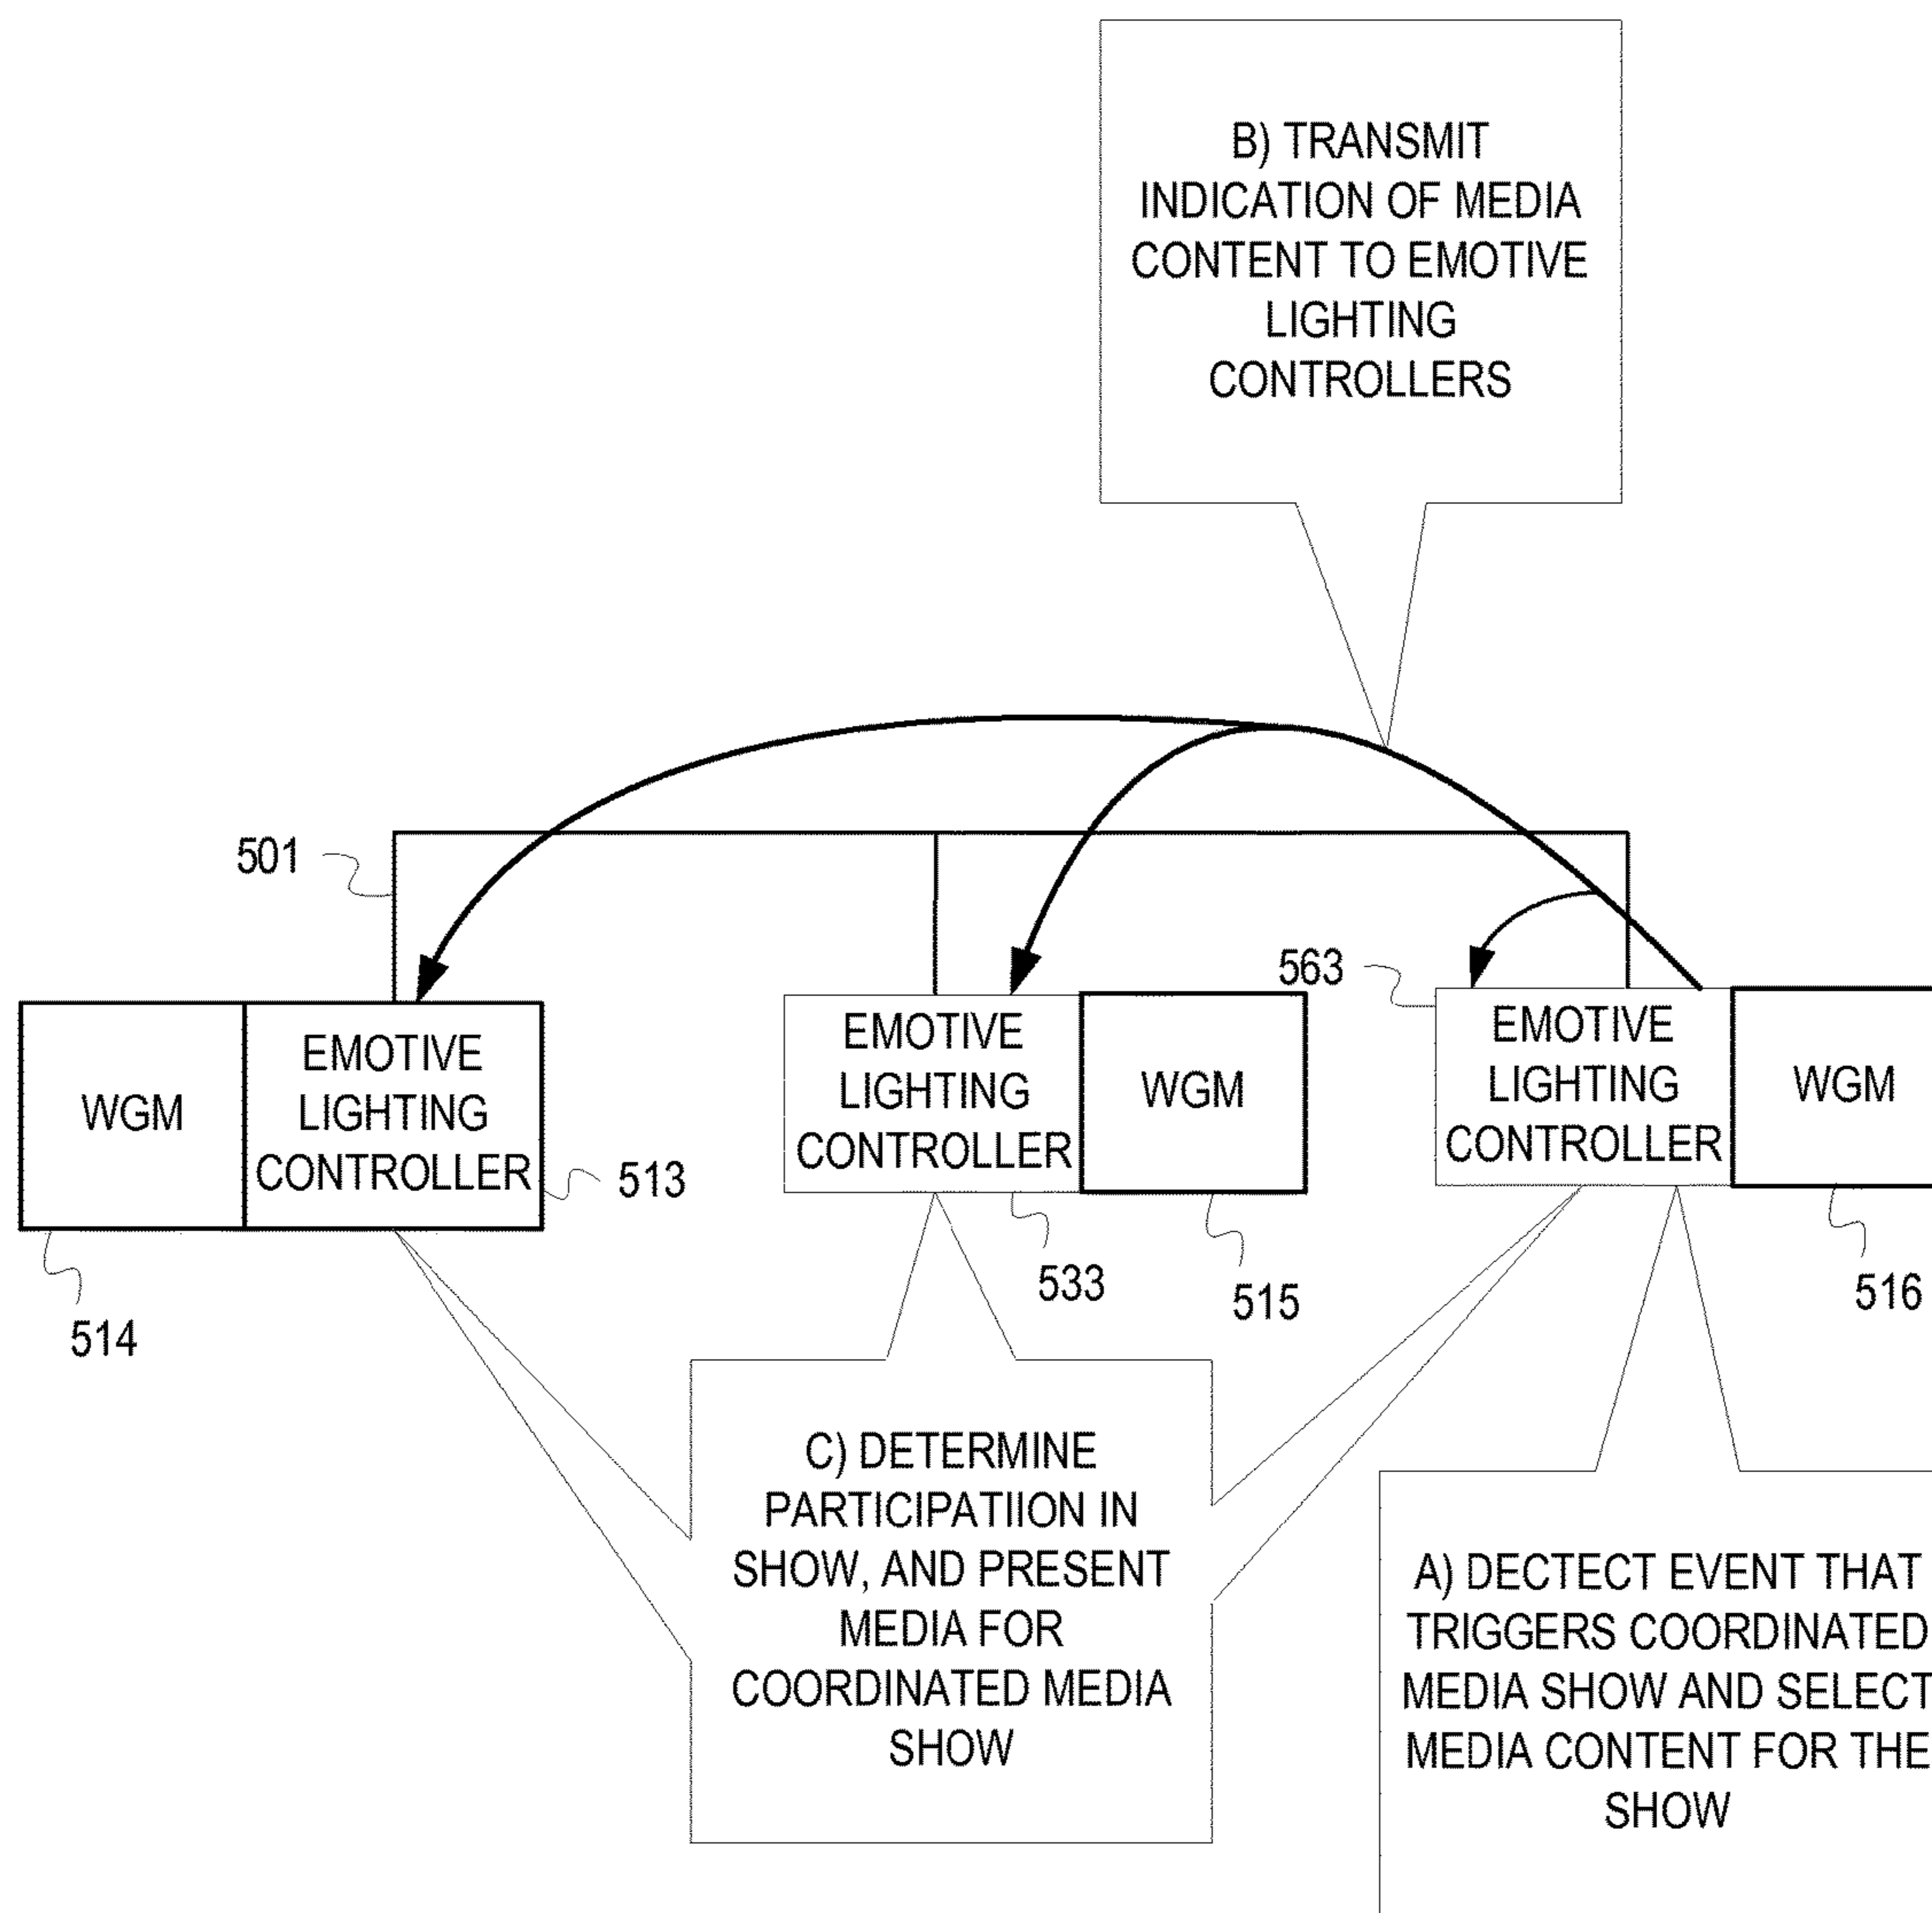 B) TRANSMIT
INDICATION OF MEDIA
CONTENT TO EMOTIVE
LIGHTING
CONTROLLERS
501
563
WGM
EMOTIVE
LIGHTING
CONTROLLER
513
514
EMOTIVE
LIGHTING
CONTROLLER
WGM
533
515
EMOTIVE
LIGHTING
CONTROLLER
WGM
516
C) DETERMINE
PARTICIPATIION IN
SHOW, AND PRESENT
MEDIA FOR
COORDINATED MEDIA
SHOW
A) DECTECT EVENT THAT
TRIGGERS COORDINATED
MEDIA SHOW AND SELECT
MEDIA CONTENT FOR THE
SHOW